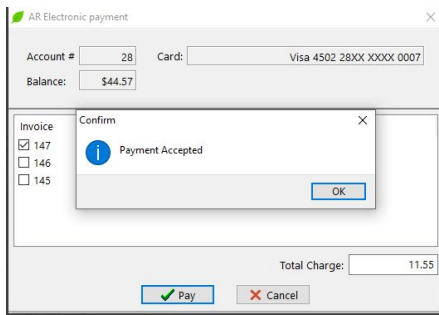 AR Electronic payment
Account # 28 Card: Visa 4502 28XX XXXX 0007
Balance: $44.57
Invoice
Confirm
147
146
145
Payment Accepted
OK
Total Charge: 11.55
Pay Cancel